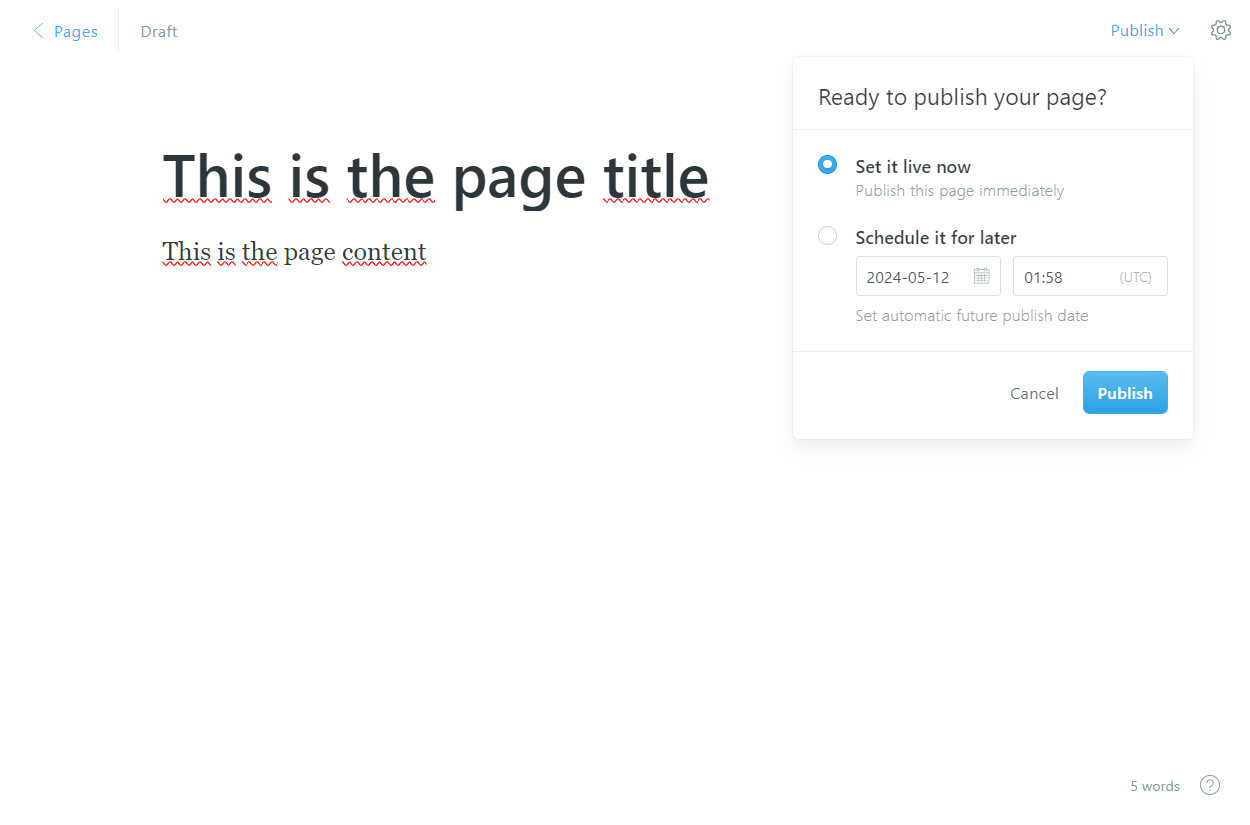 Pages
Draft
Publish
Ready to publish your page?
This is the page title
This is the page content
Set it live now
Publish this page immediately
Schedule it for later
2024-05-12
01:58 (UTC)
Set automatic future publish date
Cancel
Publish
5 words
?